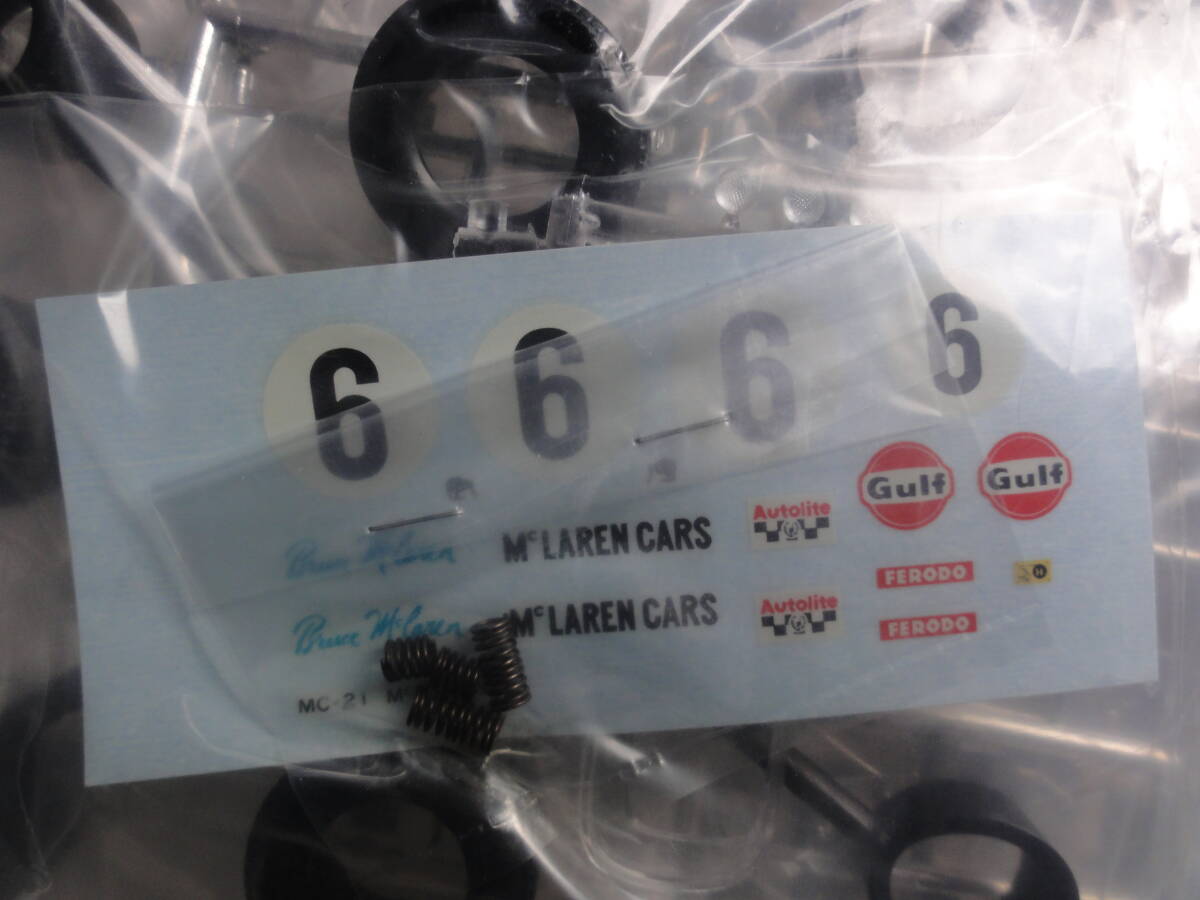 6 6 6 6
Gulf Gulf
Bruce McLaren McLAREN CARS Autolite
FERODO H
Bruce McLaren McLAREN CARS Autolite
FERODO
MC-21